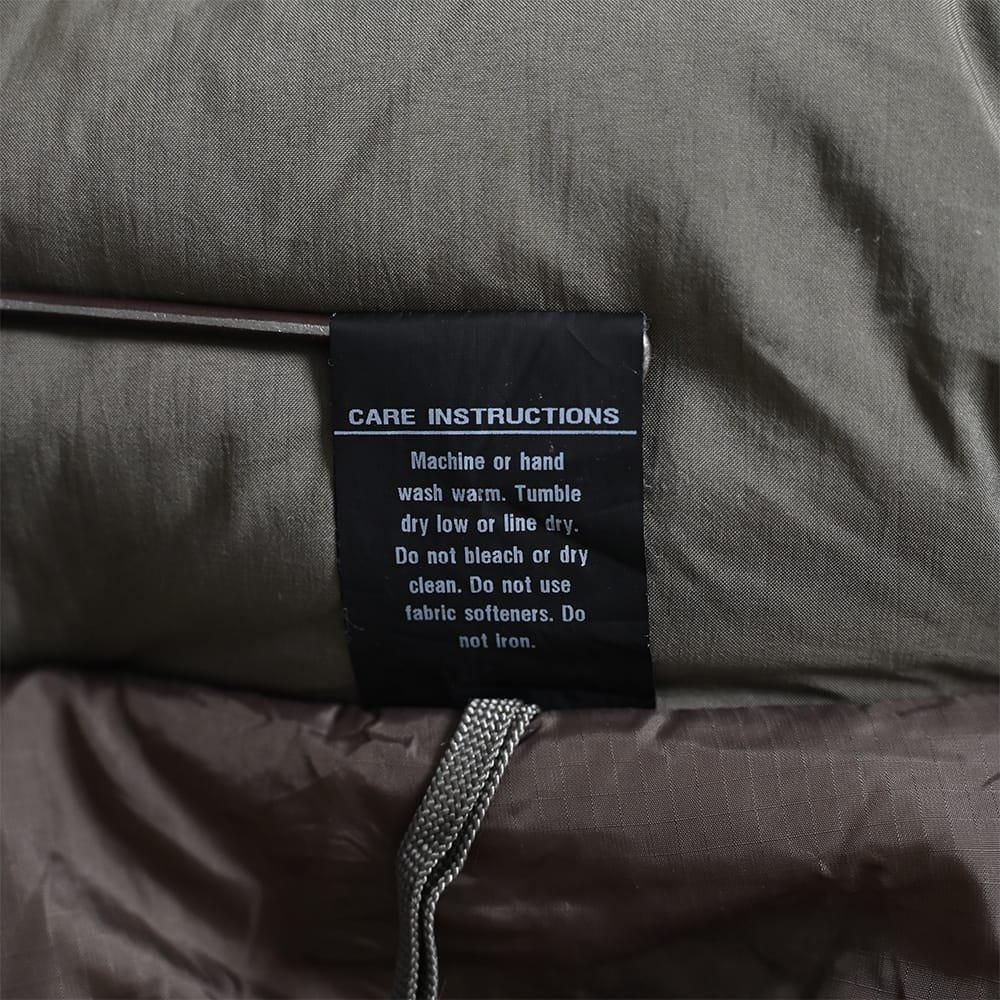 CARE INSTRUCTIONS
Machine or hand
wash warm. Tumble
dry low or line dry.
Do not bleach or dry
clean. Do not use
fabric softeners. Do
not iron.